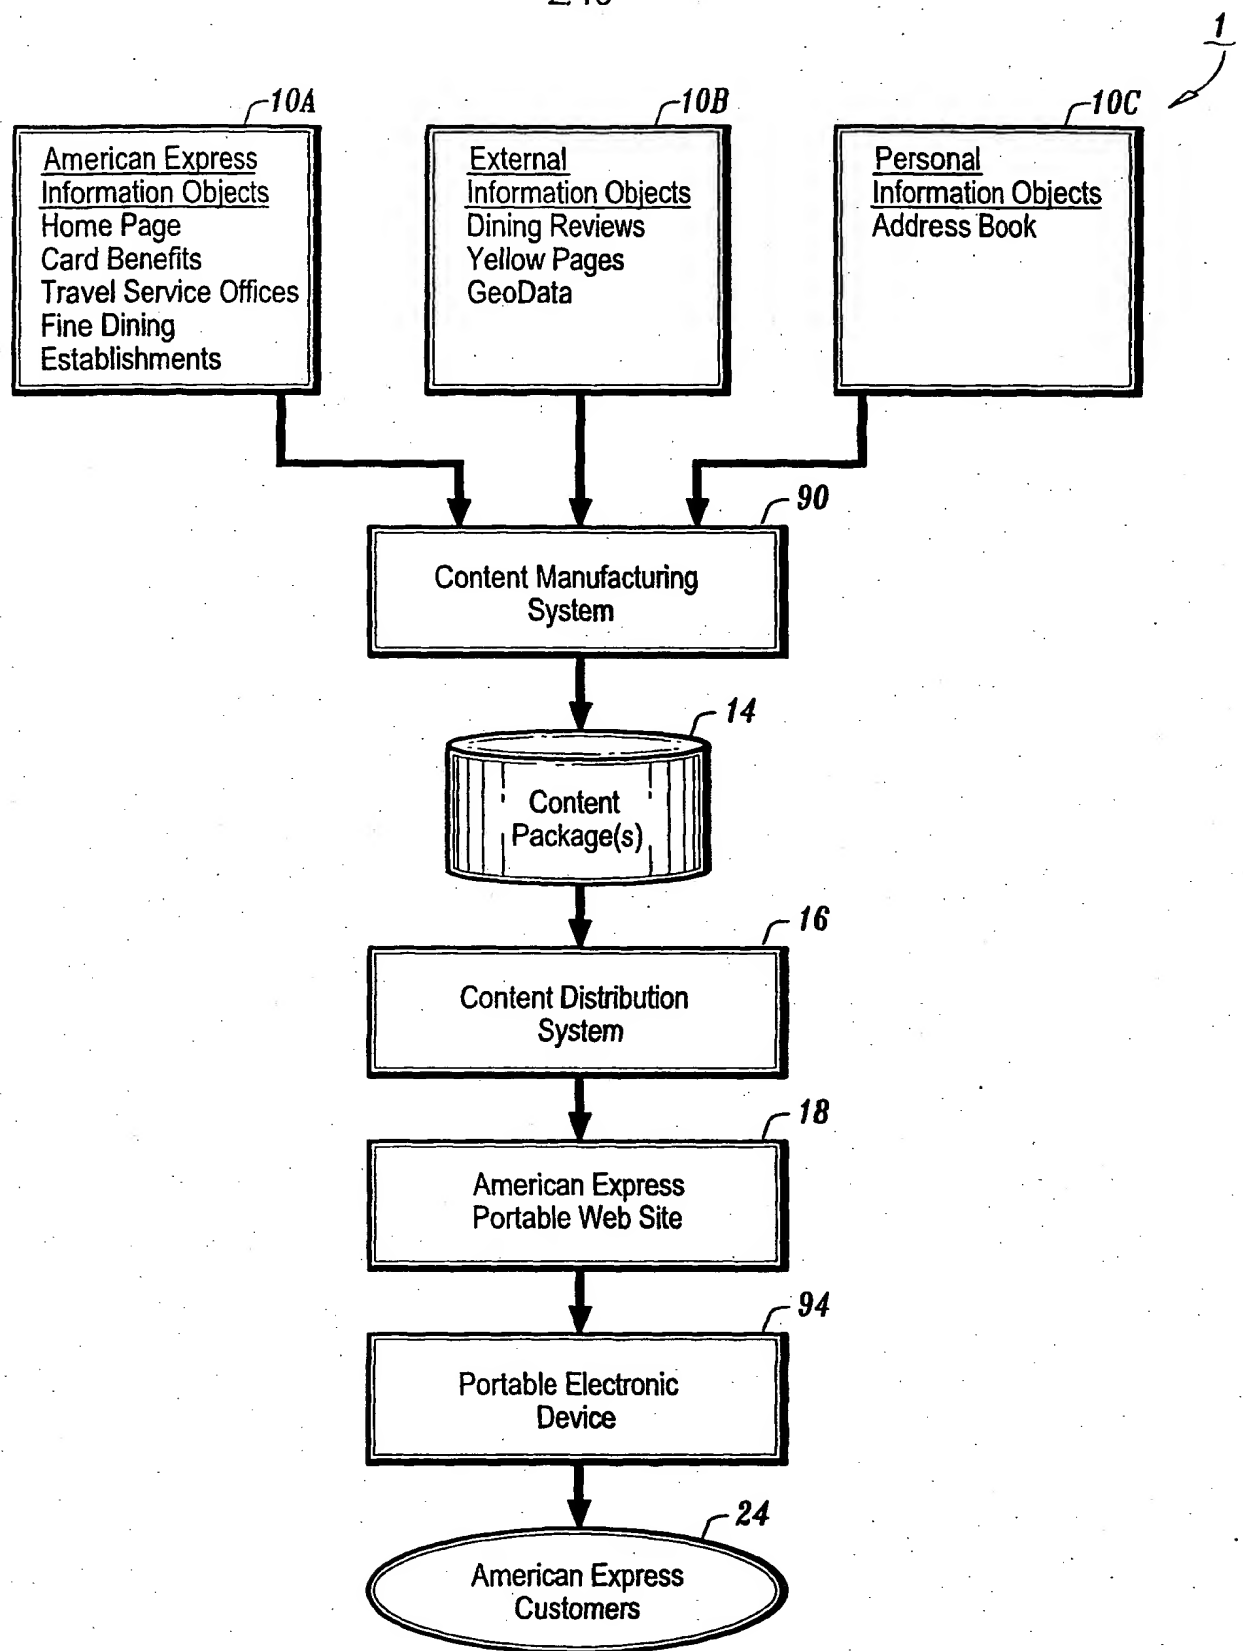 1
10A
American Express
Information Objects
Home Page
Card Benefits
Travel Service Offices
Fine Dining
Establishments
10B
External
Information Objects
Dining Reviews
Yellow Pages
GeoData
10C
Personal
Information Objects
Address Book
90
Content Manufacturing
System
14
Content
Package(s)
16
Content Distribution
System
18
American Express
Portable Web Site
94
Portable Electronic
Device
24
American Express
Customers